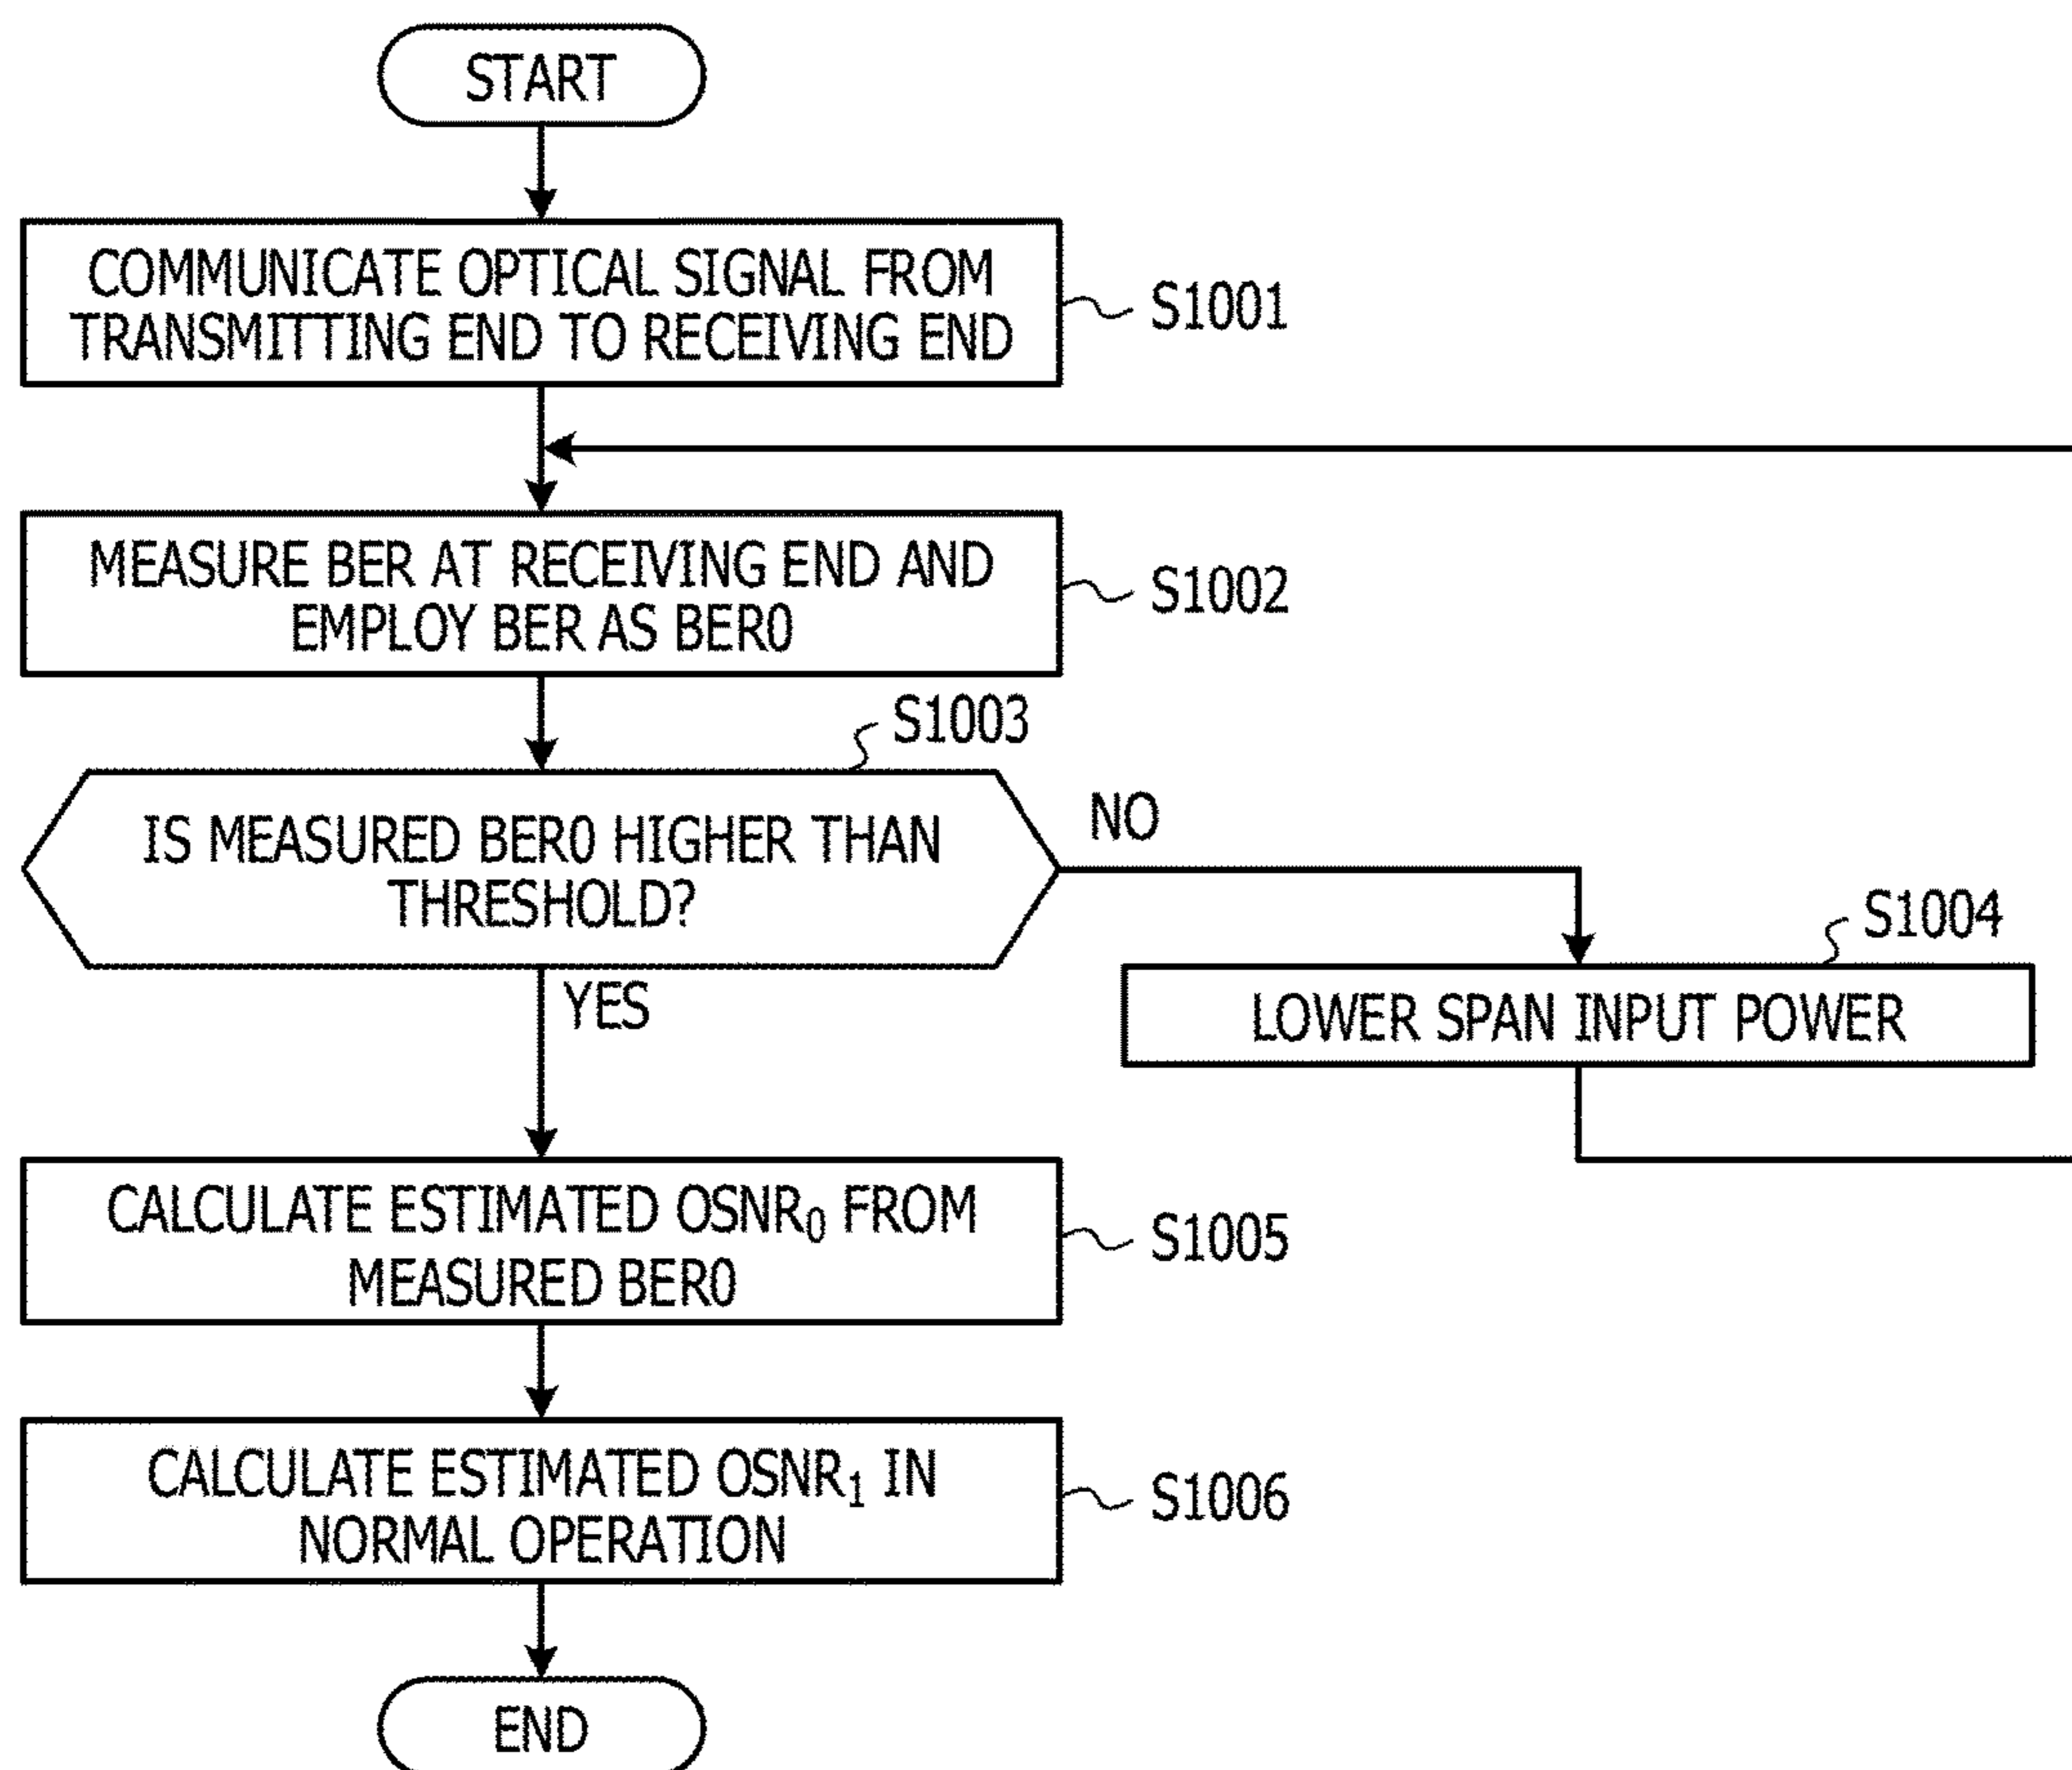 START
COMMUNICATE OPTICAL SIGNAL FROM
TRANSMITTING END TO RECEIVING END
S1001
MEASURE BER AT RECEIVING END AND
EMPLOY BER AS BER0
S1002
S1003
IS MEASURED BER0 HIGHER THAN
THRESHOLD?
NO
YES
S1004
LOWER SPAN INPUT POWER
CALCULATE ESTIMATED OSNR₀ FROM
MEASURED BER0
S1005
CALCULATE ESTIMATED OSNR₁ IN
NORMAL OPERATION
S1006
END